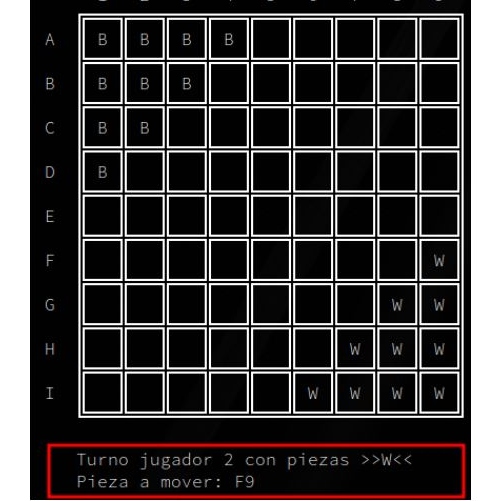 A B B B B
B B B B
C B B
D B
E
F W
G W W
H W W W
I W W W W
Turno jugador 2 con piezas >>W<<
Pieza a mover: F9